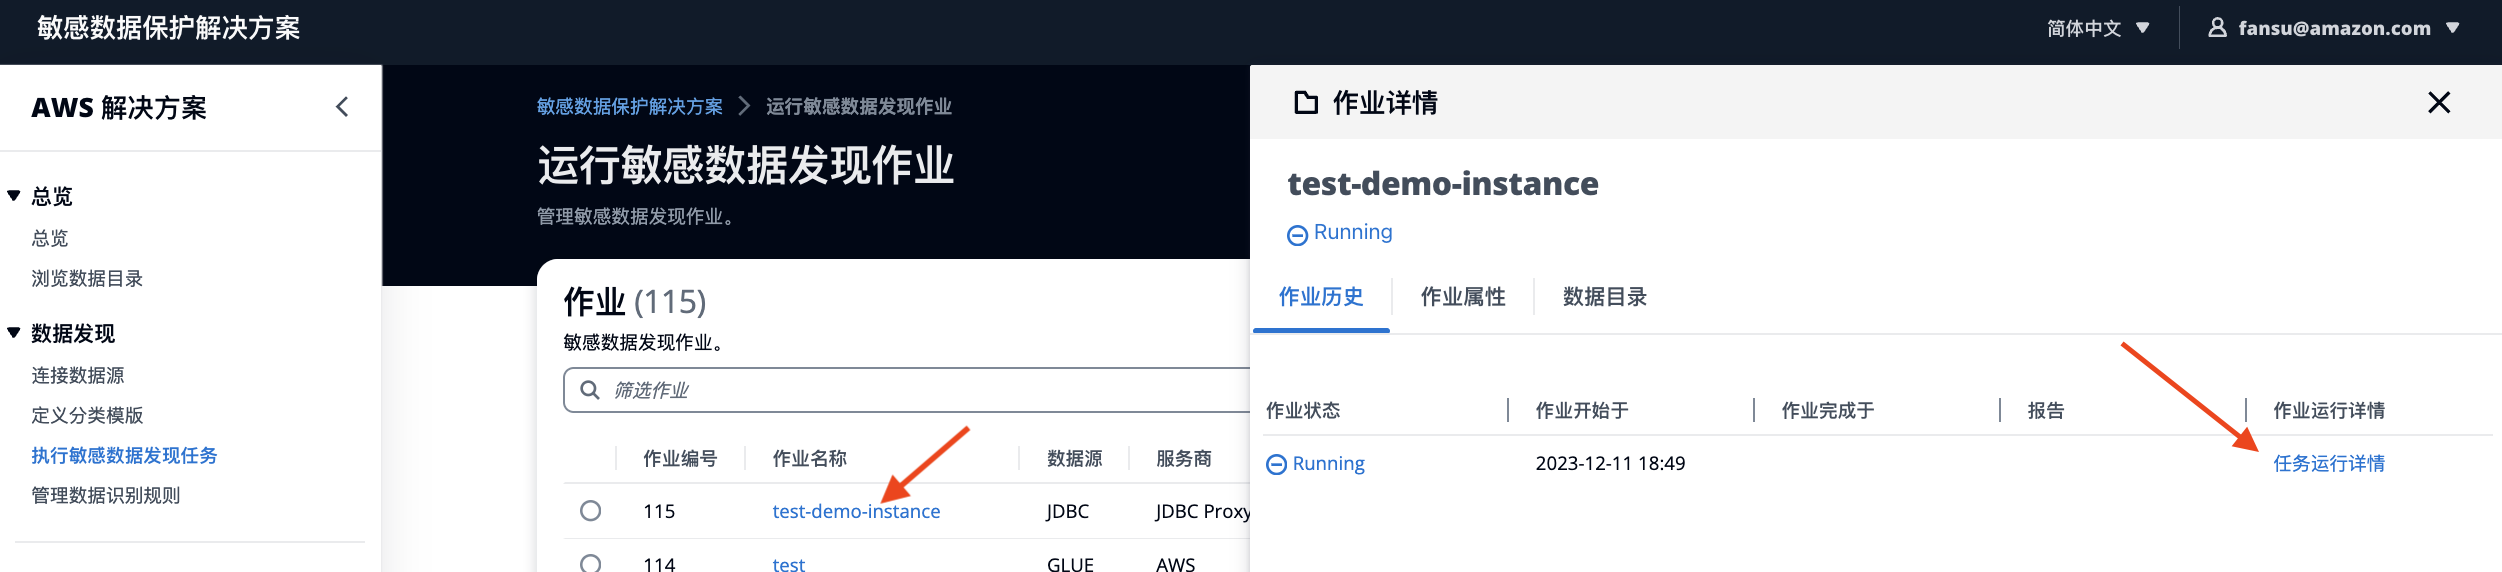 敏感数据保护解决方案
简体中文
fansu@amazon.com
AWS 解决方案
总览
总览
浏览数据目录
数据发现
连接数据源
定义分类模版
执行敏感数据发现任务
管理数据识别规则
敏感数据保护解决方案 > 运行敏感数据发现作业
运行敏感数据发现作业
管理敏感数据发现作业。
作业 (115)
敏感数据发现作业。
筛选作业
作业编号 作业名称 数据源 服务商
115 test-demo-instance JDBC JDBC Proxy
114 test GLUE AWS
作业详情
test-demo-instance
Running
作业历史 作业属性 数据目录
作业状态 作业开始于 作业完成于 报告 作业运行详情
Running 2023-12-11 18:49 任务运行详情